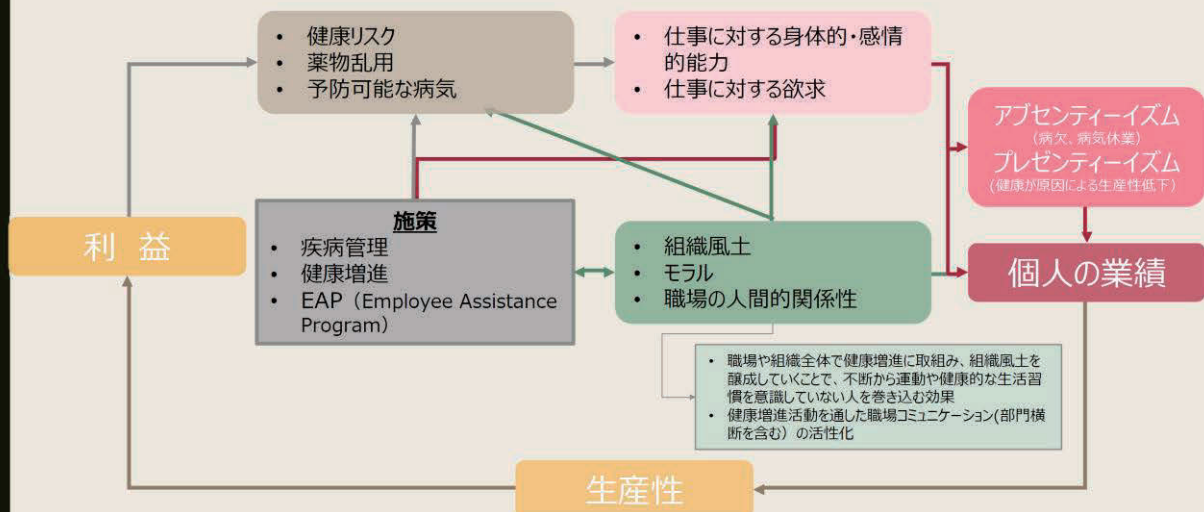 • 健康リスク
• 薬物乱用
• 予防可能な病気
• 仕事に対する身体的・感情
的能力
• 仕事に対する欲求
アブセンティーイズム
(病欠、病気休業)
プレゼンティーイズム
(健康が原因による生産性低下)
利 益
施策
• 疾病管理
• 健康増進
• EAP（Employee Assistance
Program）
• 組織風土
• モラル
• 職場の人間的関係性
個人の業績
• 職場や組織全体で健康増進に取組み、組織風土を
醸成していくことで、不断から運動や健康的な生活習
慣を意識していない人を巻き込む効果
• 健康増進活動を通した職場コミュニケーション(部門横
断を含む）の活性化
生産性